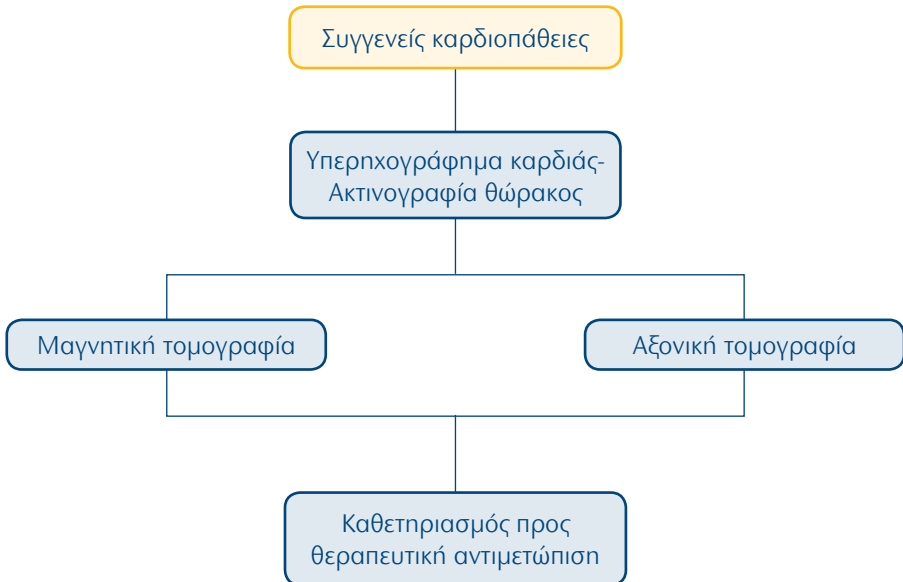 Συγγενείς καρδιοπάθειες
Υπερηχογράφημα καρδιάς-
Ακτινογραφία θώρακος
Μαγνητική τομογραφία
Αξονική τομογραφία
Καθετηριασμός προς
θεραπευτική αντιμετώπιση